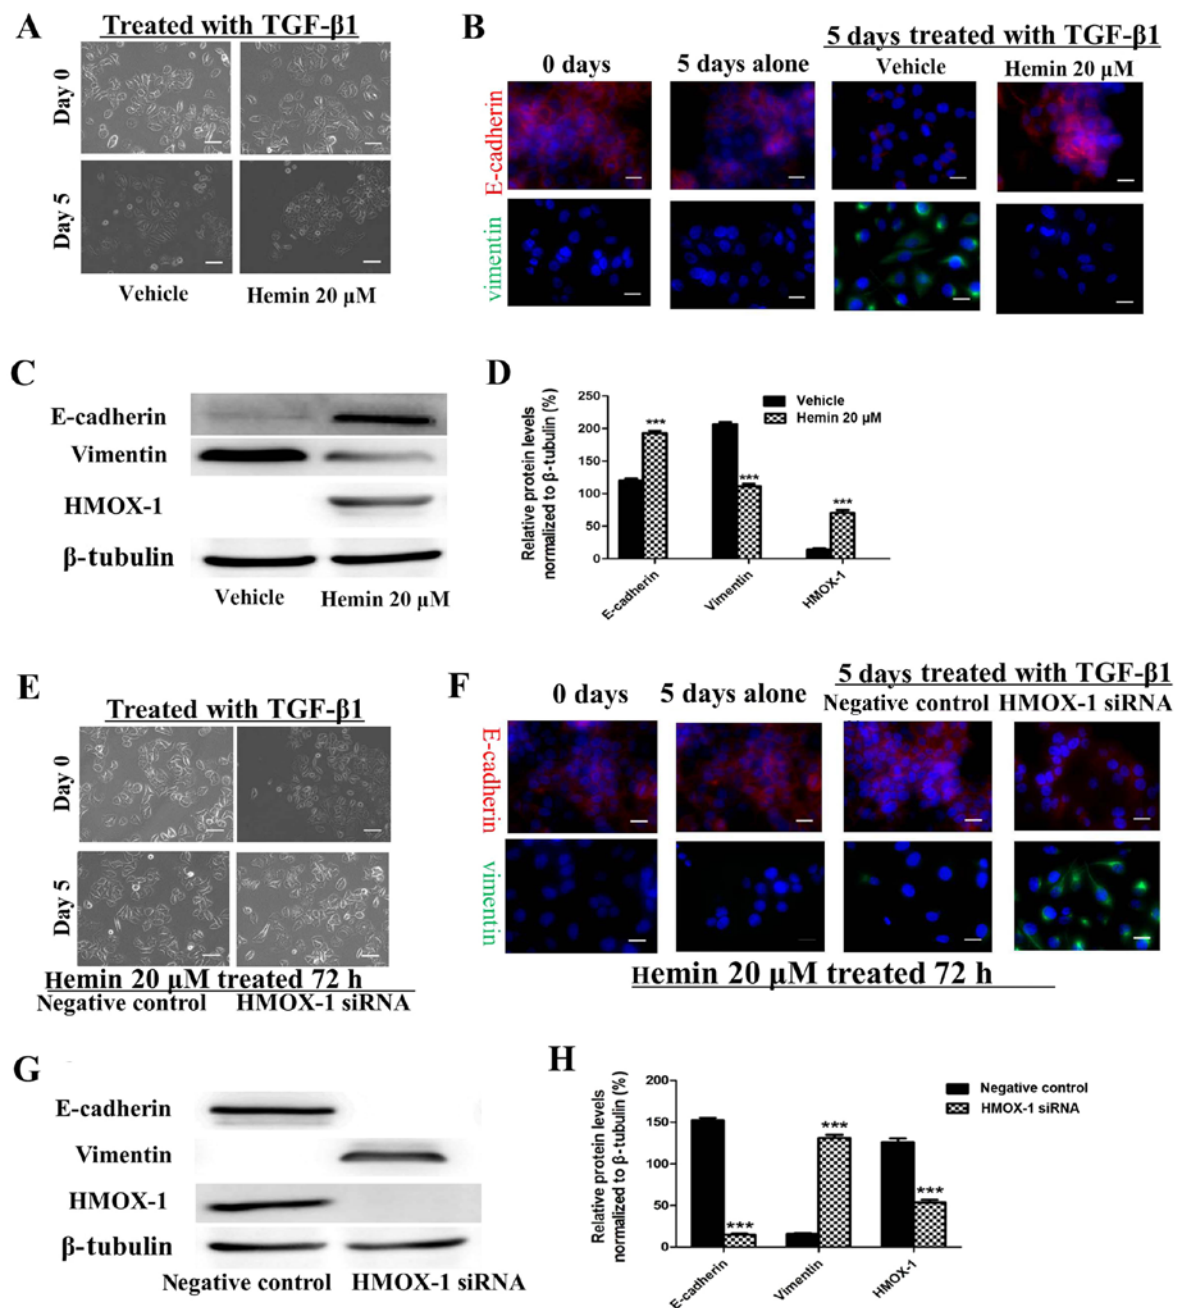 A
Treated with TGF-β1
Day 0
Day 5
Vehicle
Hemin 20 μM
B
0 days
5 days alone
5 days treated with TGF-β1
Vehicle
Hemin 20 μM
E-cadherin
vimentin
C
E-cadherin
Vimentin
HMOX-1
β-tubulin
Vehicle
Hemin 20 μM
D
Relative protein levels
normalized to β-tubulin (%)
250
200
150
100
50
0
Vehicle
Hemin 20 μM
***
***
***
E-cadherin
Vimentin
HMOX-1
E
Treated with TGF-β1
Day 0
Day 5
Hemin 20 μM treated 72 h
Negative control
HMOX-1 siRNA
F
0 days
5 days alone
5 days treated with TGF-β1
Negative control
HMOX-1 siRNA
E-cadherin
vimentin
Hemin 20 μM treated 72 h
G
E-cadherin
Vimentin
HMOX-1
β-tubulin
Negative control
HMOX-1 siRNA
H
Relative protein levels
normalized to β-tubulin (%)
200
150
100
50
0
Negative control
HMOX-1 siRNA
***
***
***
E-cadherin
Vimentin
HMOX-1